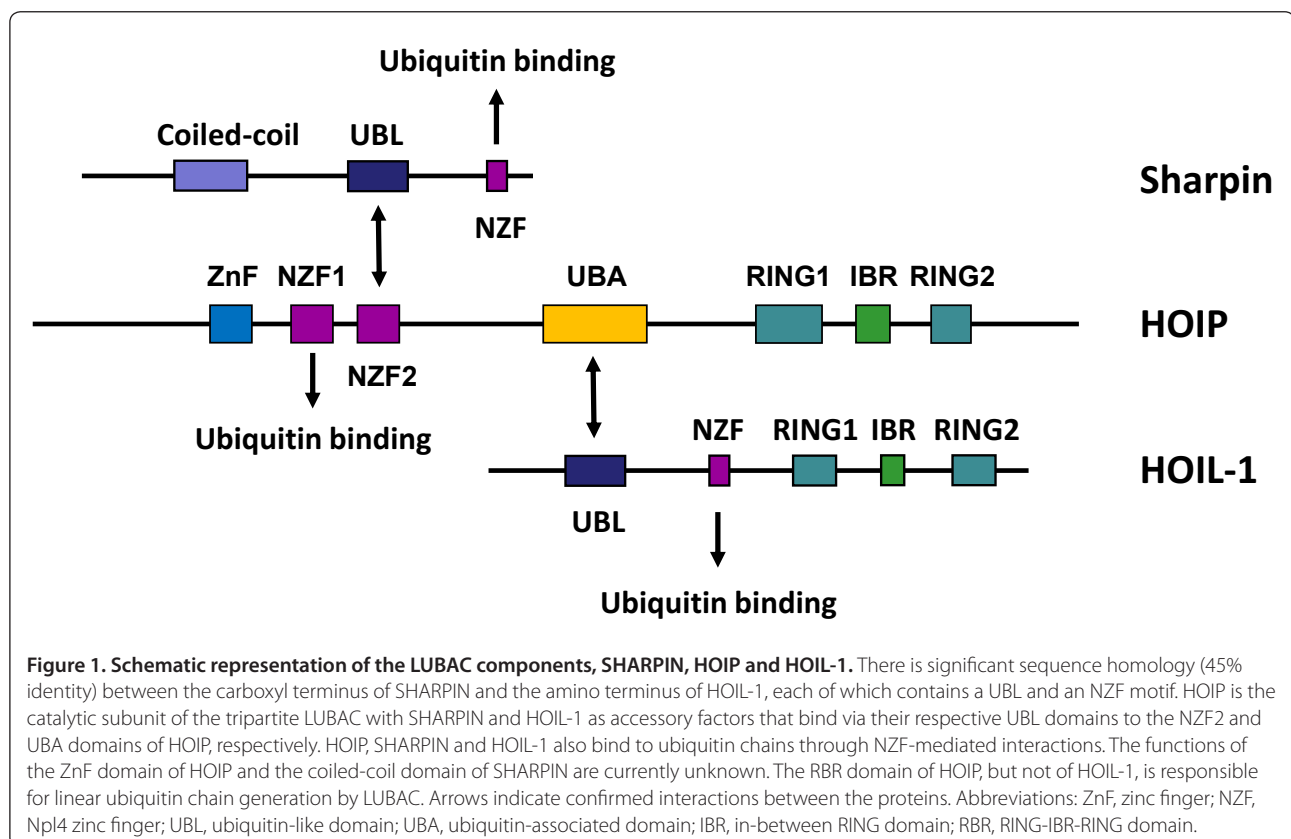 Ubiquitin binding
Coiled-coil UBL
Sharpin
NZF
ZnF NZF1 UBA RING1 IBR RING2
HOIP
NZF2
Ubiquitin binding
NZF RING1 IBR RING2
HOIL-1
UBL
Ubiquitin binding
Figure 1. Schematic representation of the LUBAC components, SHARPIN, HOIP and HOIL-1. There is significant sequence homology (45%
identity) between the carboxyl terminus of SHARPIN and the amino terminus of HOIL-1, each of which contains a UBL and an NZF motif. HOIP is the
catalytic subunit of the tripartite LUBAC with SHARPIN and HOIL-1 as accessory factors that bind via their respective UBL domains to the NZF2 and
UBA domains of HOIP, respectively. HOIP, SHARPIN and HOIL-1 also bind to ubiquitin chains through NZF-mediated interactions. The functions of
the ZnF domain of HOIP and the coiled-coil domain of SHARPIN are currently unknown. The RBR domain of HOIP, but not of HOIL-1, is responsible
for linear ubiquitin chain generation by LUBAC. Arrows indicate confirmed interactions between the proteins. Abbreviations: ZnF, zinc finger; NZF,
Npl4 zinc finger; UBL, ubiquitin-like domain; UBA, ubiquitin-associated domain; IBR, in-between RING domain; RBR, RING-IBR-RING domain.